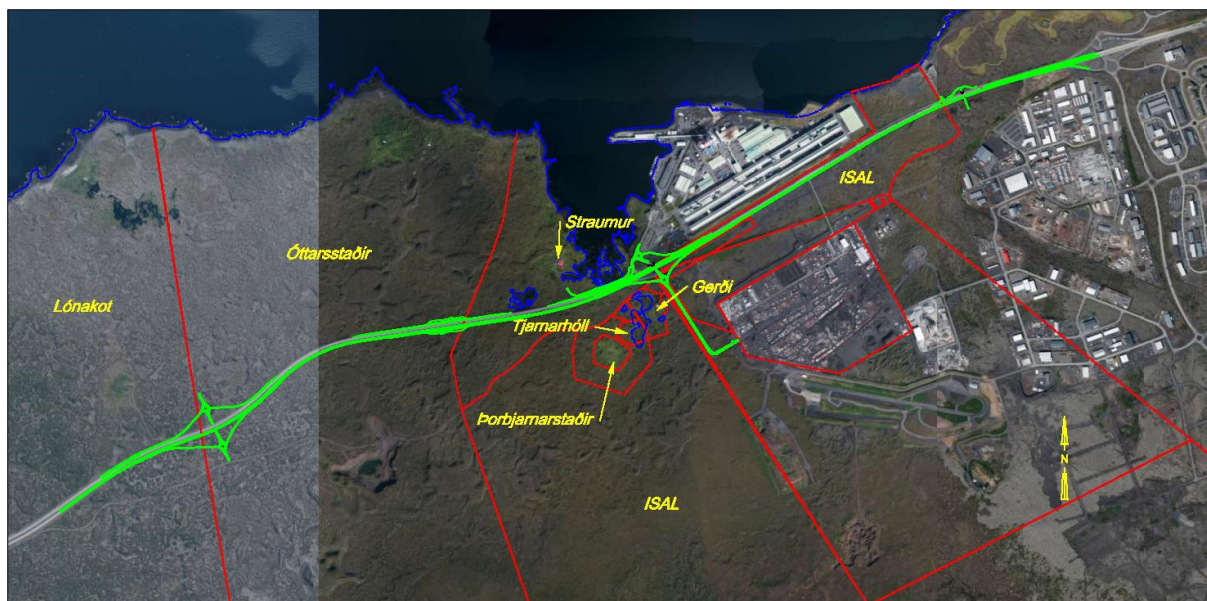 ISAL
Straumur
Óttarsstaðir
Gerði
Lónakot
Tjarnarhóll
Þorbjarnarstaðir
N
ISAL